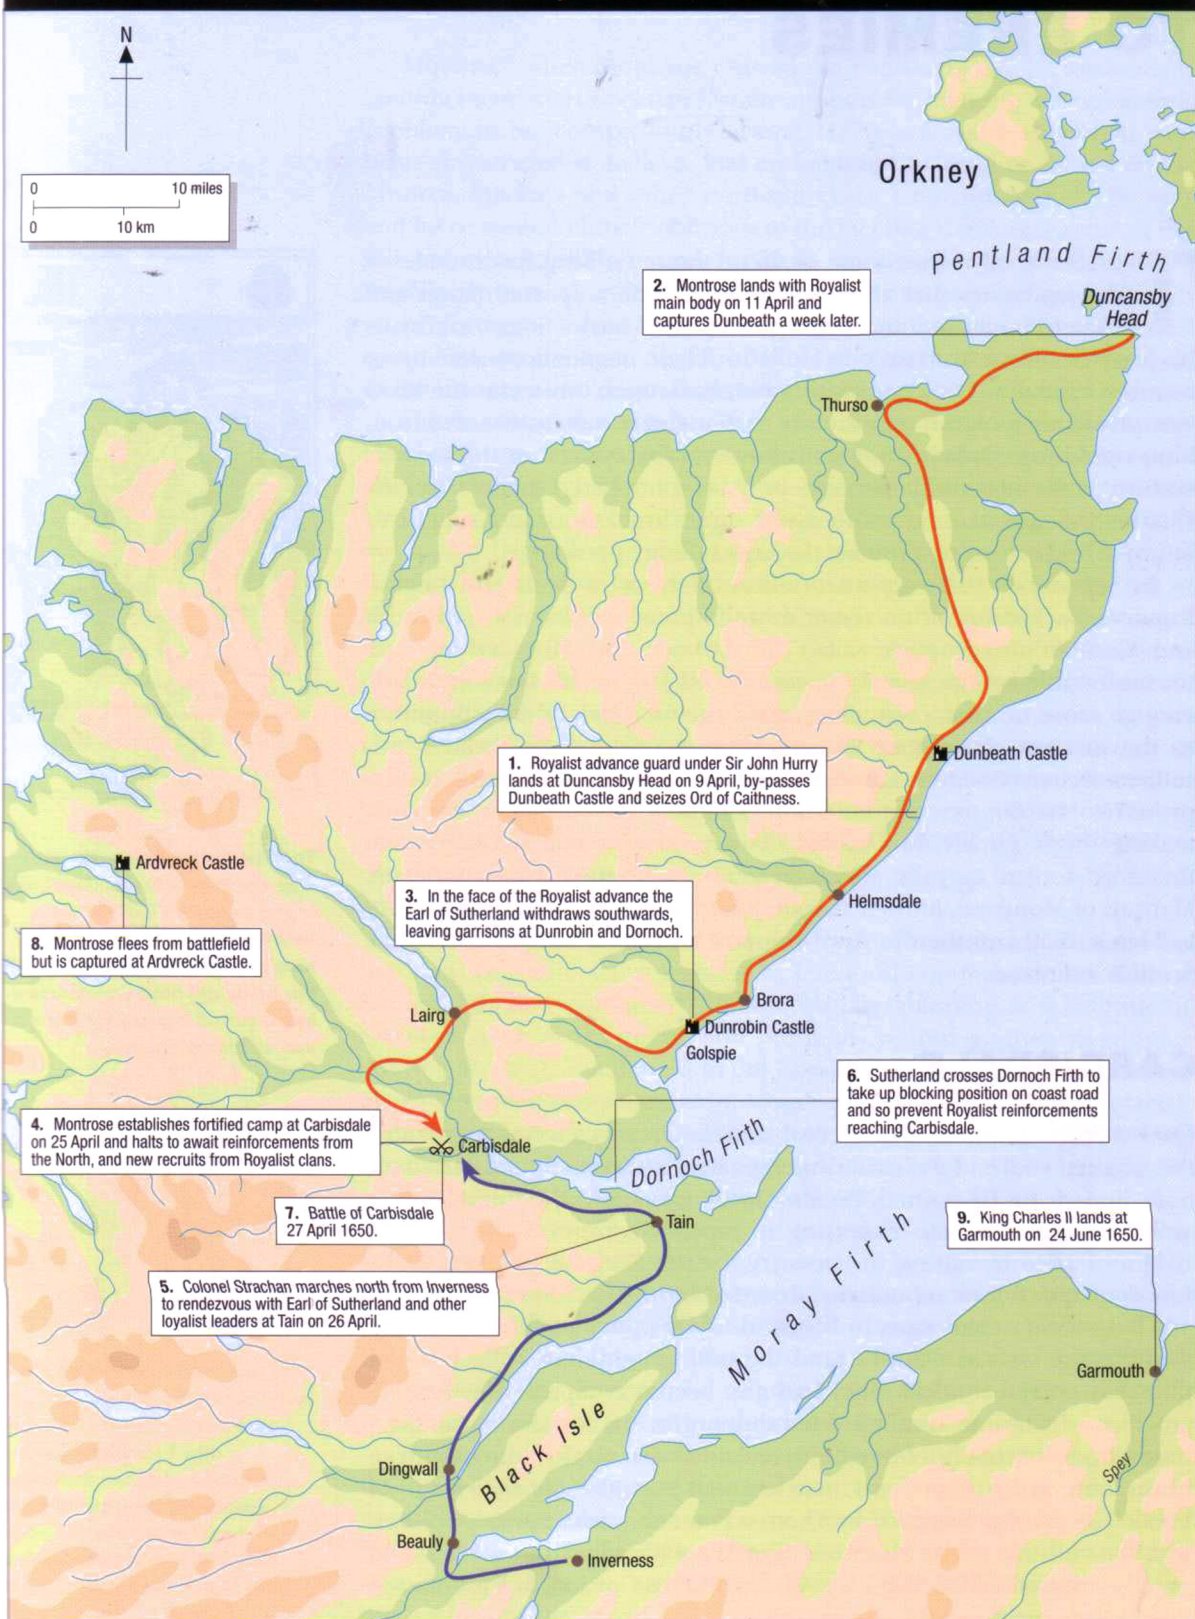 N
0 10 miles
0 10 km
Orkney
Pentland Firth
Duncansby
Head
2. Montrose lands with Royalist
main body on 11 April and
captures Dunbeath a week later.
Thurso
1. Royalist advance guard under Sir John Hurry
lands at Duncansby Head on 9 April, by-passes
Dunbeath Castle and seizes Ord of Caithness.
Dunbeath Castle
Ardvreck Castle
3. In the face of the Royalist advance the
Earl of Sutherland withdraws southwards,
leaving garrisons at Dunrobin and Dornoch.
Helmsdale
8. Montrose flees from battlefield
but is captured at Ardvreck Castle.
Lairg
Brora
Dunrobin Castle
Golspie
6. Sutherland crosses Dornoch Firth to
take up blocking position on coast road
and so prevent Royalist reinforcements
reaching Carbisdale.
4. Montrose establishes fortified camp at Carbisdale
on 25 April and halts to await reinforcements from
the North, and new recruits from Royalist clans.
Carbisdale
Dornoch Firth
7. Battle of Carbisdale
27 April 1650.
Tain
9. King Charles II lands at
Garmouth on 24 June 1650.
5. Colonel Strachan marches north from Inverness
to rendezvous with Earl of Sutherland and other
loyalist leaders at Tain on 26 April.
Moray Firth
Garmouth
Black Isle
Dingwall
Spey
Beauly
Inverness